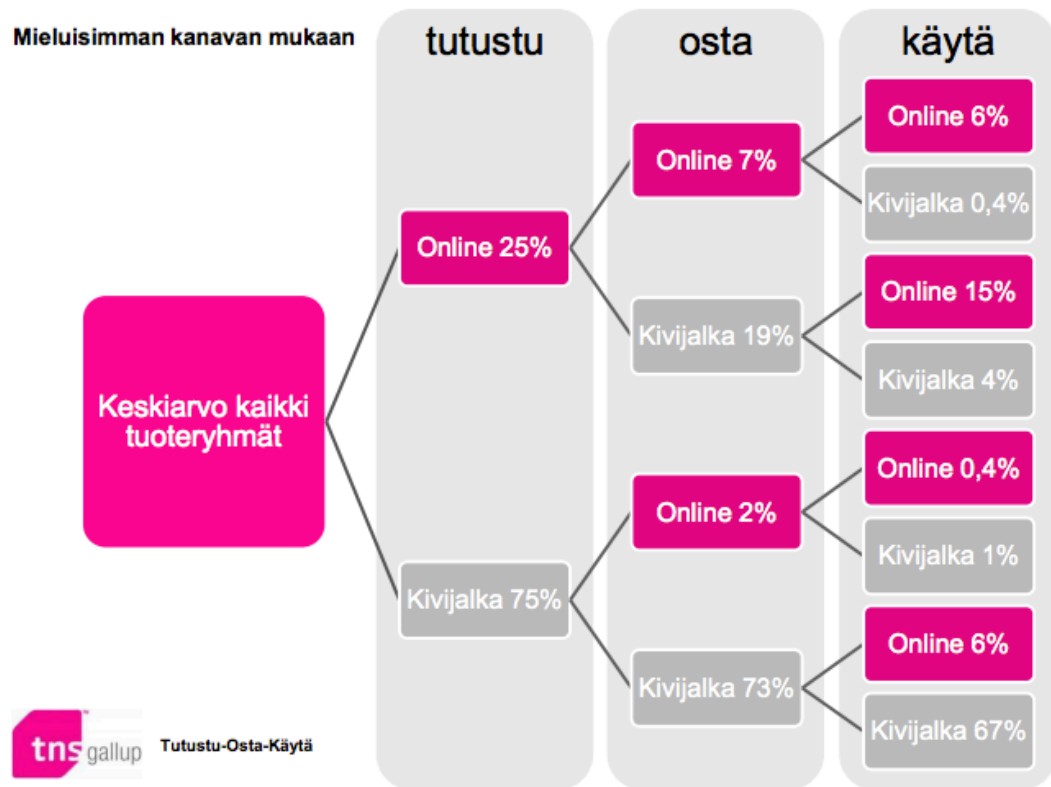 Mieluisimman kanavan mukaan
tutustu
osta
käytä
Online 6%
Online 7%
Kivijalka 0,4%
Online 25%
Online 15%
Kivijalka 19%
Kivijalka 4%
Keskiarvo kaikki
tuoteryhmät
Online 0,4%
Online 2%
Kivijalka 1%
Kivijalka 75%
Online 6%
Kivijalka 73%
Kivijalka 67%
tns gallup
™
Tutustu-Osta-Käytä